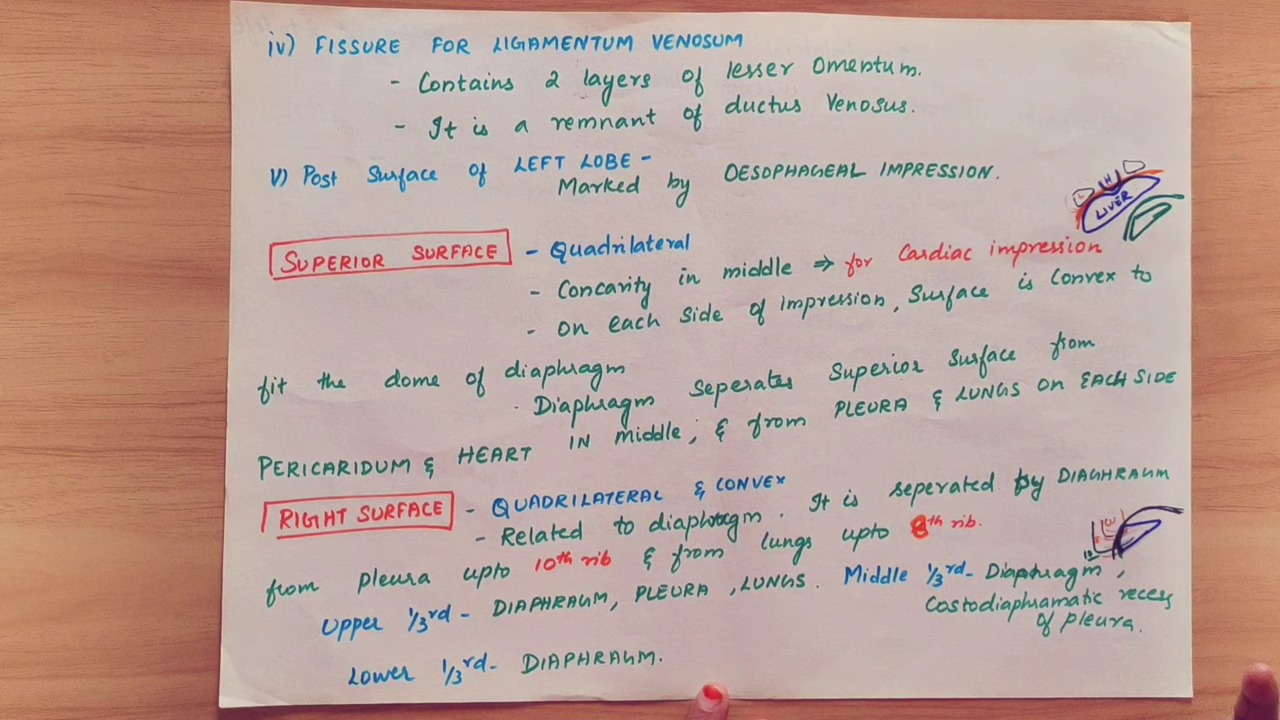 iv) FISSURE FOR LIGAMENTUM VENOSUM
- Contains 2 layers of lesser omentum.
- It is a remnant of ductus venosus.
V) Post Surface of LEFT LOBE -
Marked by OESOPHAGEAL IMPRESSION.
L H
LIVER
SUPERIOR SURFACE - Quadrilateral
- Concavity in middle ⇒ for Cardiac impression
- on each side of impression, surface is convex to
fit the dome of diaphragm
- Diaphragm seperates superior surface from
PERICARIDUM & HEART IN middle; & from PLEURA & LUNGS ON EACH SIDE
RIGHT SURFACE - QUADRILATERAL & CONVEX
- Related to diaphragm. It is seperated by DIAGHRAGM
from pleura upto 10th rib & from lungs upto 8th rib.
Upper 1/3rd - DIAPHRAGM, PLEURA, LUNGS. Middle 1/3rd - Diaphragm,
Costodiaphramatic recess
of pleura.
Lower 1/3rd - DIAPHRAGM.